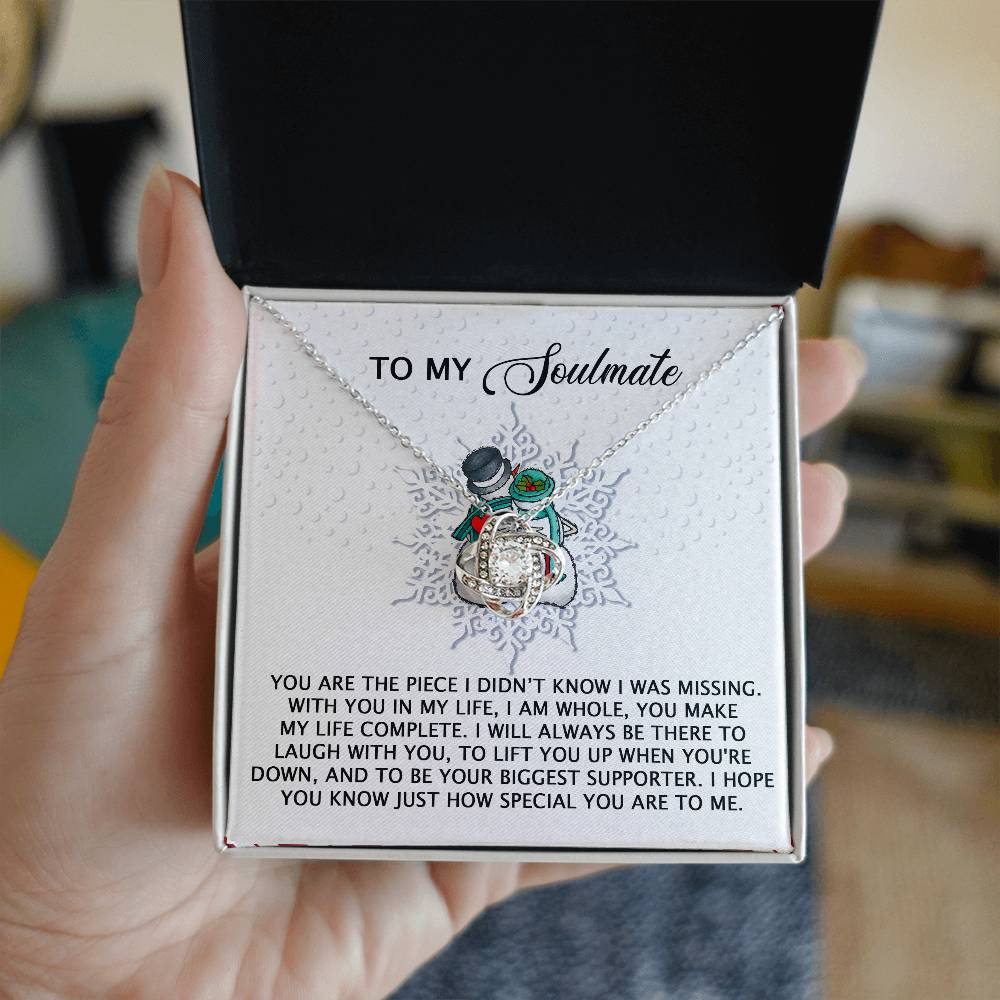 TO MY Soulmate
YOU ARE THE PIECE I DIDN'T KNOW I WAS MISSING.
WITH YOU IN MY LIFE, I AM WHOLE, YOU MAKE
MY LIFE COMPLETE. I WILL ALWAYS BE THERE TO
LAUGH WITH YOU, TO LIFT YOU UP WHEN YOU'RE
DOWN, AND TO BE YOUR BIGGEST SUPPORTER. I HOPE
YOU KNOW JUST HOW SPECIAL YOU ARE TO ME.